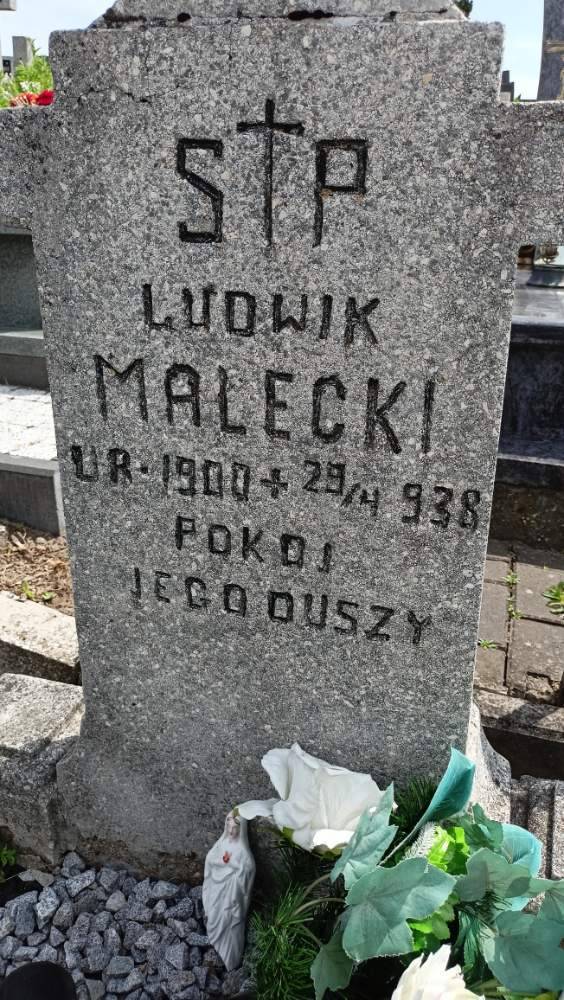 S † P
LUDWIK
MALECKI
UR-1900 + 29/4 938
POKOJ
JEGO DUSZY